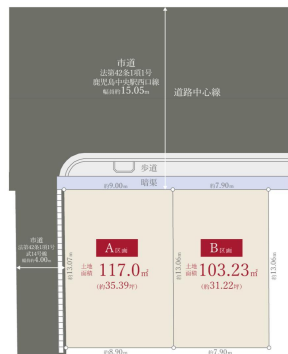 市道
法第42条1項1号
鹿児島中央駅西口線
幅員約15.05m
道路中心線
歩道
暗渠
約9.00m
約7.90m
市道
法第42条1項1号
武14号線
幅員約4.00m
約13.07m
A区画
土地面積 117.0㎡
(約35.39坪)
約13.06m
B区画
土地面積 103.23㎡
(約31.22坪)
約13.06m
約8.90m
約7.90m